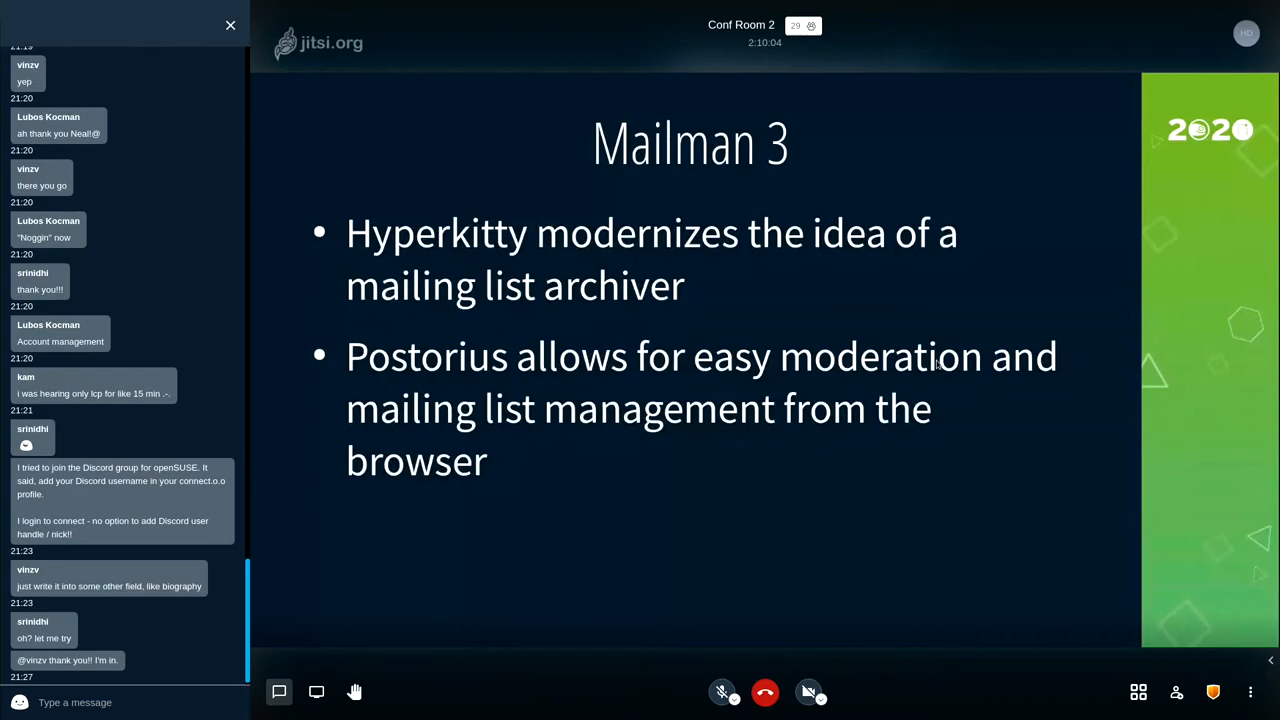 21:19
vinzv
yep
21:20
Lubos Kocman
ah thank you Neal!@
21:20
vinzv
there you go
21:20
Lubos Kocman
"Noggin" now
21:20
srinidhi
thank you!!!
21:20
Lubos Kocman
Account management
21:20
kam
i was hearing only lcp for like 15 min .-.
21:21
srinidhi
I tried to join the Discord group for openSUSE. It
said, add your Discord username in your connect.o.o
profile.
I login to connect - no option to add Discord user
handle / nick!!
21:23
vinzv
just write it into some other field, like biography
21:23
srinidhi
oh? let me try
@vinzv thank you!! I'm in.
21:27
Type a message
jitsi.org
Conf Room 2
29
2:10:04
HD
Mailman 3
• Hyperkitty modernizes the idea of a
mailing list archiver
• Postorius allows for easy moderation and
mailing list management from the
browser
2020